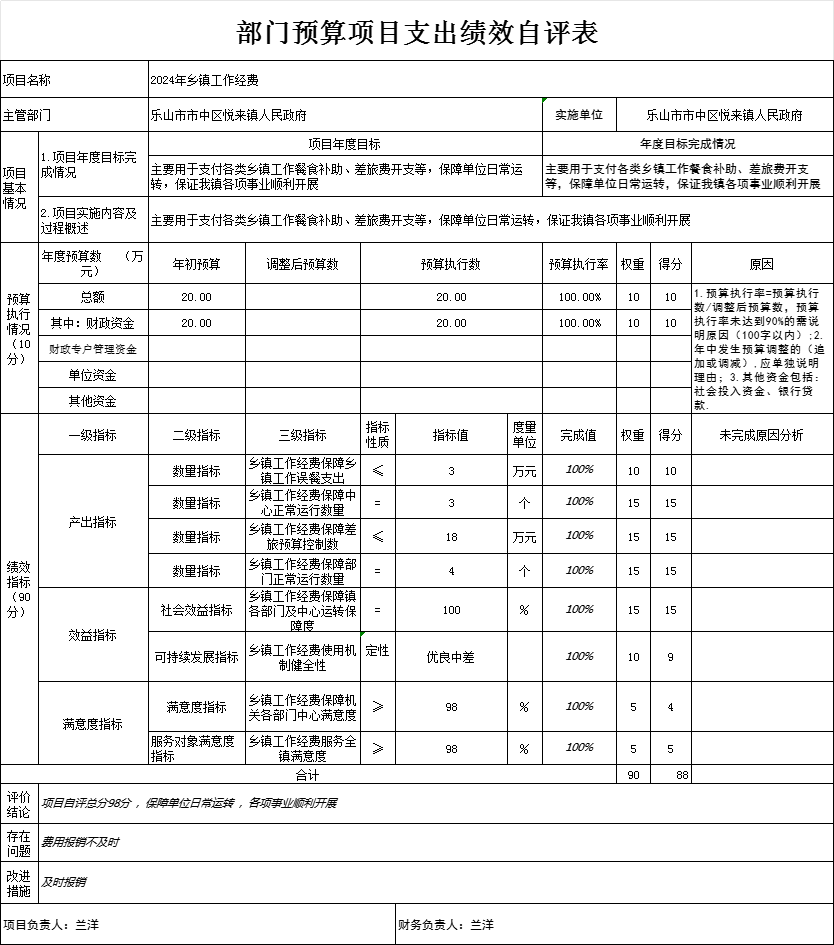 部门预算项目支出绩效自评表
项目名称 2024年乡镇工作经费
主管部门 乐山市市中区悦来镇人民政府 实施单位 乐山市市中区悦来镇人民政府
项目
基本
情况
1.项目年度目标完
成情况
项目年度目标 年度目标完成情况
主要用于支付各类乡镇工作餐食补助、差旅费开支等，保障单位日常运
转，保证我镇各项事业顺利开展
主要用于支付各类乡镇工作餐食补助、差旅费开支
等，保障单位日常运转，保证我镇各项事业顺利开展
2.项目实施内容及
过程概述
主要用于支付各类乡镇工作餐食补助、差旅费开支等，保障单位日常运转，保证我镇各项事业顺利开展
预算
执行
情况
（10
分）
年度预算数 （万
元）
年初预算 调整后预算数 预算执行数 预算执行率 权重 得分 原因
总额 20.00 20.00 100.00% 10 10
其中：财政资金 20.00 20.00 100.00% 10 10
财政专户管理资金
单位资金
其他资金
1.预算执行率=预算执行
数/调整后预算数，预算
执行率未达到90%的需说
明原因（100字以内）;2.
年中发生预算调整的（追
加或调减）,应单独说明
理由；3.其他资金包括：
社会投入资金、银行贷
款.
绩效
指标
（90
分）
一级指标 二级指标 三级指标 指标
性质 指标值 度量
单位 完成值 权重 得分 未完成原因分析
产出指标
数量指标 乡镇工作经费保障乡
镇工作误餐支出 ≤ 3 万元 100% 10 10
数量指标 乡镇工作经费保障中
心正常运行数量 = 3 个 100% 15 15
数量指标 乡镇工作经费保障差
旅预算控制数 ≤ 18 万元 100% 15 15
数量指标 乡镇工作经费保障部
门正常运行数量 = 4 个 100% 15 15
效益指标
社会效益指标 乡镇工作经费保障镇
各部门及中心运转保
障度 = 100 % 100% 15 15
可持续发展指标 乡镇工作经费使用机
制健全性 定性 优良中差 100% 10 9
满意度指标
满意度指标 乡镇工作经费保障机
关各部门中心满意度 ≥ 98 % 100% 5 4
服务对象满意度
指标 乡镇工作经费服务全
镇满意度 ≥ 98 % 100% 5 5
合计 90 88
评价
结论
项目自评总分98分 ，保障单位日常运转 ，各项事业顺利开展
存在
问题
费用报销不及时
改进
措施
及时报销
项目负责人：兰洋 财务负责人：兰洋